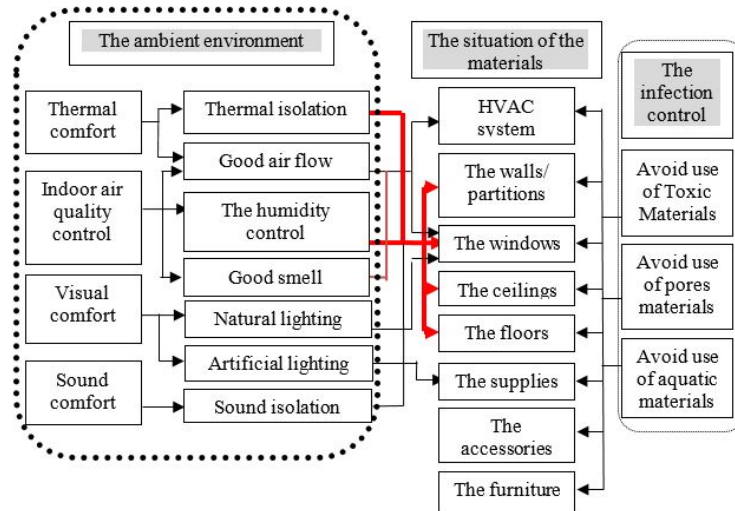 The ambient environment
The situation of the
materials
The
infection
control
Thermal
comfort
Indoor air
quality
control
Visual
comfort
Sound
comfort
Thermal isolation
Good air flow
The humidity
control
Good smell
Natural lighting
Artificial lighting
Sound isolation
HVAC
system
The walls/
partitions
The windows
The ceilings
The floors
The supplies
The
accessories
The furniture
Avoid use
of Toxic
Materials
Avoid use
of pores
materials
Avoid use
of aquatic
materials